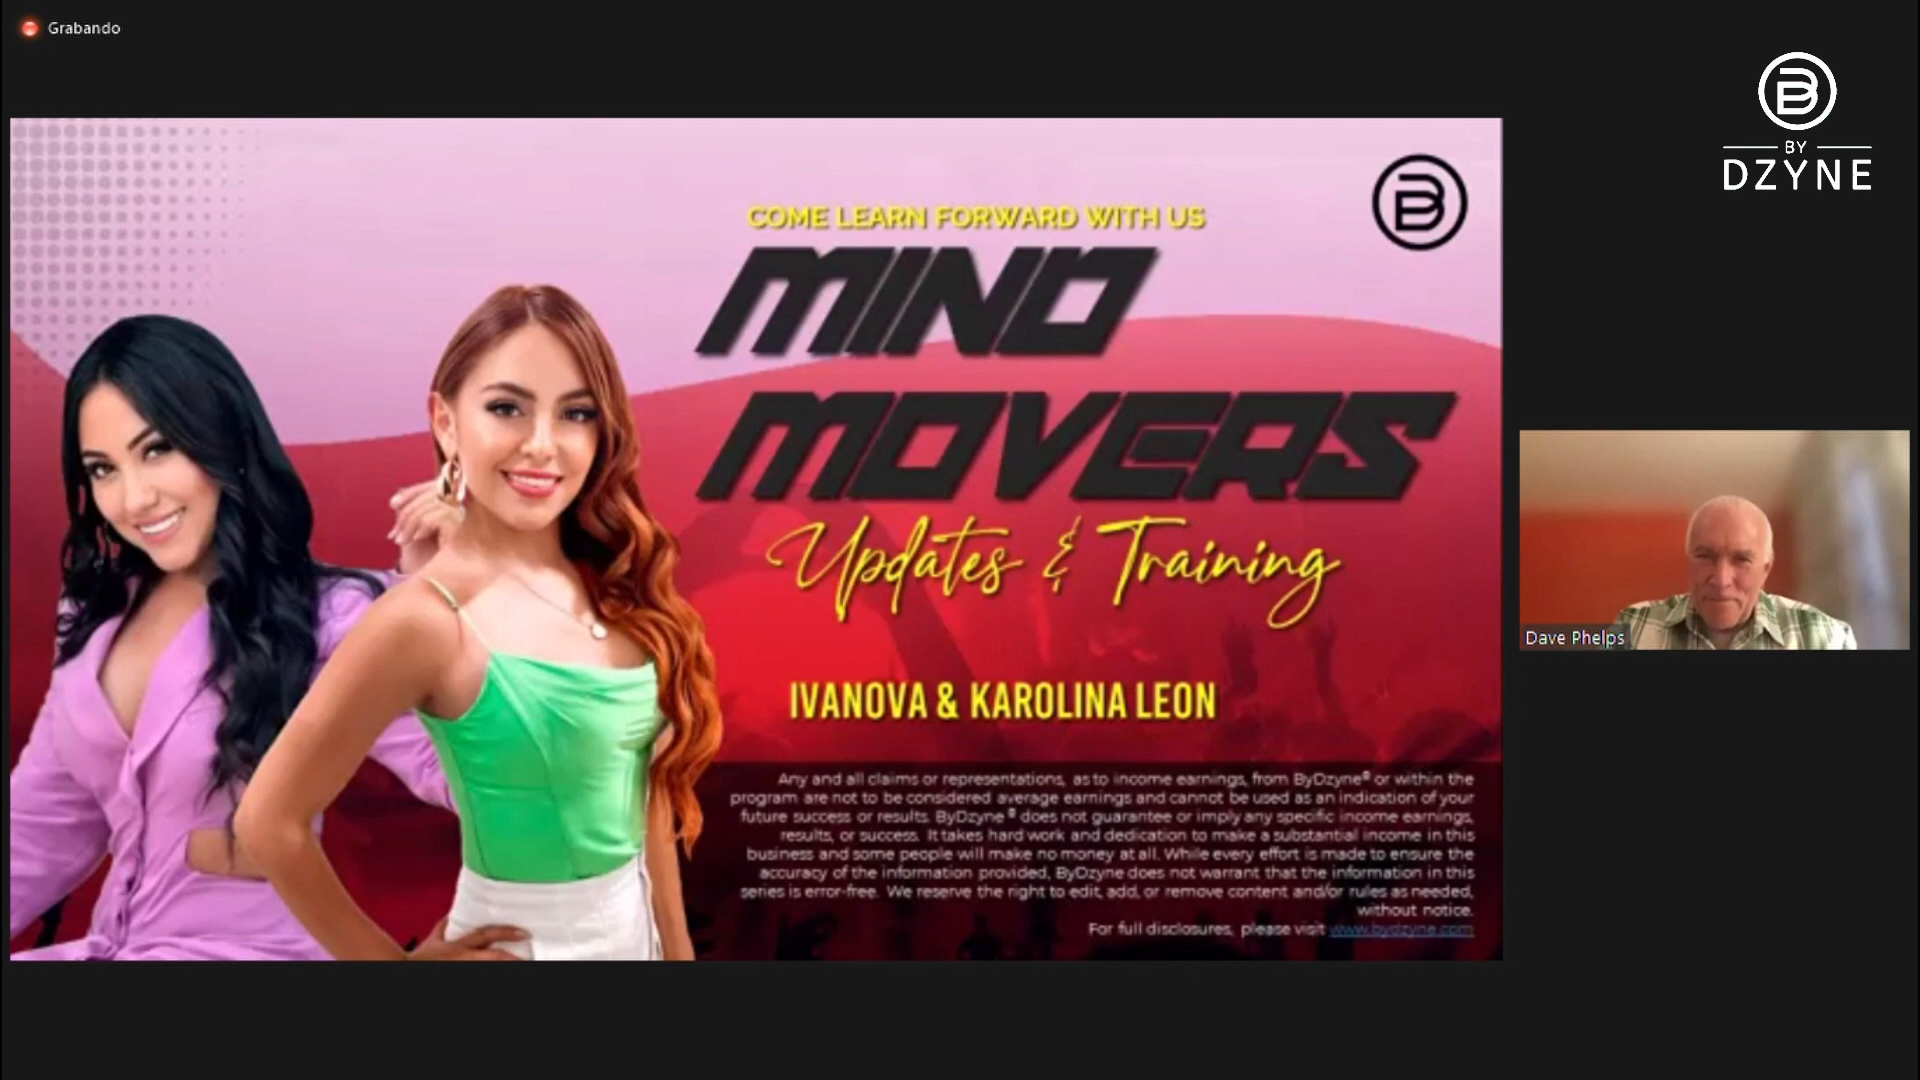 Grabando
BY
DZYNE
COME LEARN FORWARD WITH US
MIND
MOVERS
Updates & Training
IVANOVA & KAROLINA LEON
Any and all claims or representations, as to income earnings, from ByDzyne® or within the
program are not to be considered average earnings and cannot be used as an indication of your
future success or results. ByDzyne® does not guarantee or imply any specific income earnings,
results, or success. It takes hard work and dedication to make a substantial income in this
business and some people will make no money at all. While every effort is made to ensure the
accuracy of the information provided, ByDzyne does not warrant that the information in this
series is error-free. We reserve the right to edit, add, or remove content and/or rules as needed,
without notice.
For full disclosures, please visit www.bydzyne.com
Dave Phelps